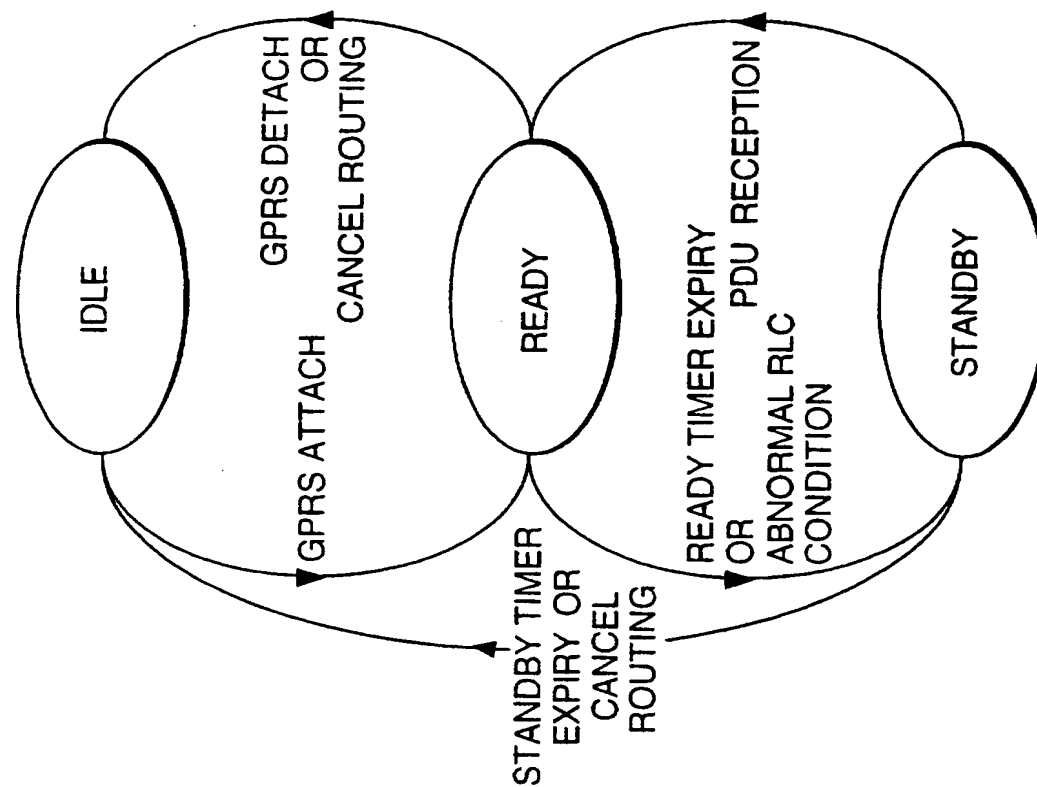 IDLE
GPRS DETACH
OR
CANCEL ROUTING
GPRS ATTACH
READY
STANDBY TIMER
EXPIRY OR
CANCEL
ROUTING
READY TIMER EXPIRY
OR
ABNORMAL RLC
CONDITION
PDU RECEPTION
STANDBY